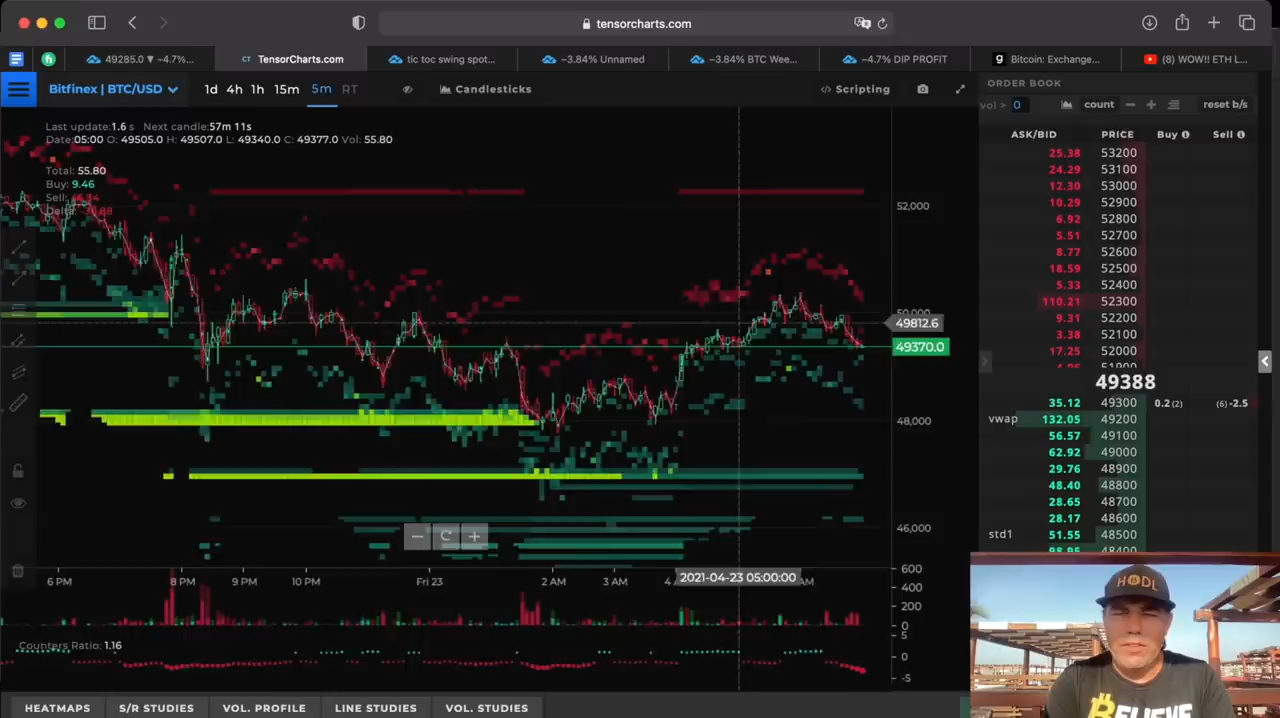 tensorcharts.com
49285.0 ▼ −4.7%...
CT TensorCharts.com
tic toc swing spot...
−3.84% Unnamed
−3.84% BTC Wee...
−4.7% DIP PROFIT
Bitcoin: Exchange...
(8) WOW!! ETH L...
Bitfinex | BTC/USD
1d 4h 1h 15m 5m RT
Candlesticks
</> Scripting
ORDER BOOK
vol > 0
count
reset b/s
Last update:1.6 s Next candle:57m 11s
Date:05:00 O: 49505.0 H: 49507.0 L: 49340.0 C: 49377.0 Vol: 55.80
Total: 55.80
Buy: 9.46
Sell:
ASK/BID PRICE Buy Sell
25.38 53200
24.29 53100
12.30 53000
10.29 52900
6.92 52800
5.51 52700
8.77 52600
18.59 52500
5.33 52400
110.21 52300
9.31 52200
3.38 52100
17.25 52000
49388
35.12 49300 0.2 (2) (6) -2.5
vwap 132.05 49200
56.57 49100
62.92 49000
29.76 48900
48.40 48800
28.65 48700
28.17 48600
std1 51.55 48500
98.95 48400
52,000
50,000
49812.6
49370.0
48,000
46,000
6 PM 8 PM 9 PM 10 PM Fri 23 2 AM 3 AM 4 2021-04-23 05:00:00 AM
600
400
200
0
5
0
-5
Counters Ratio: 1.16
HEATMAPS S/R STUDIES VOL. PROFILE LINE STUDIES VOL. STUDIES
HODL
BELIEVE